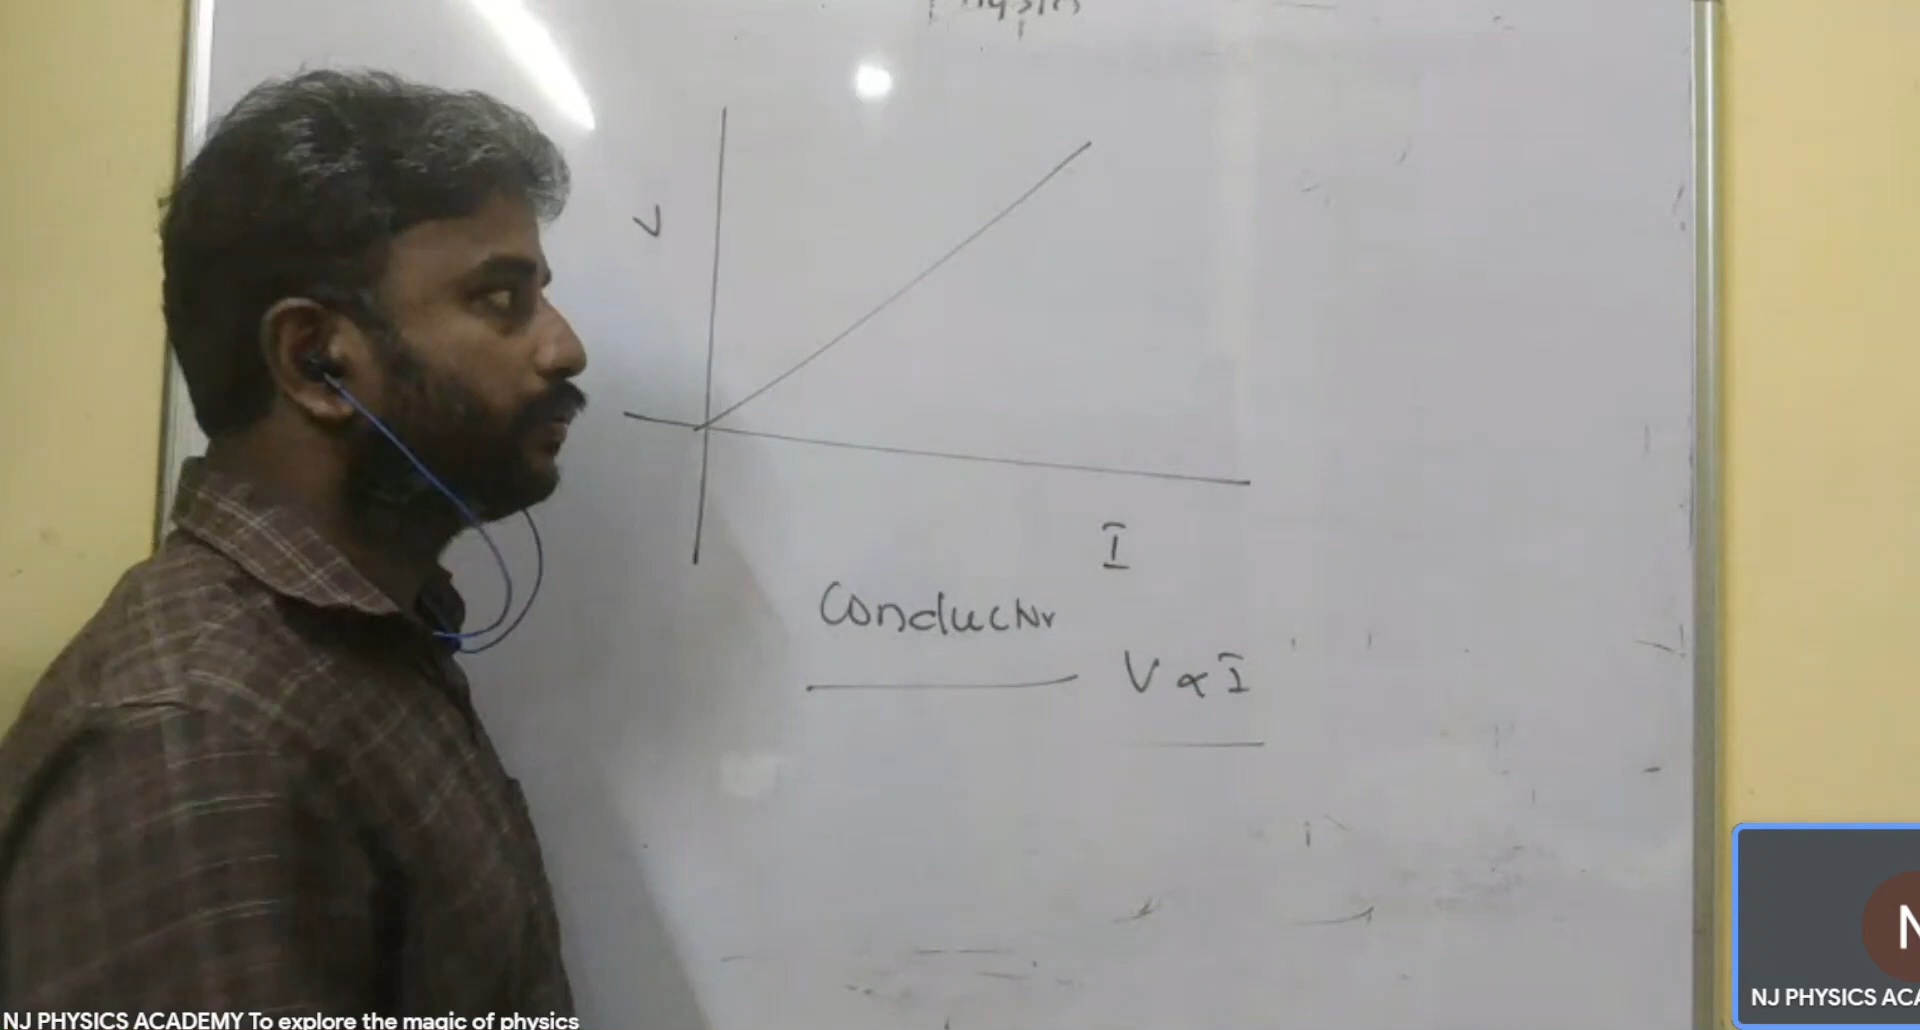 V
I
Conductor
V ∝ I
NJ PHYSICS ACADEMY To explore the magic of physics
N
NJ PHYSICS ACA